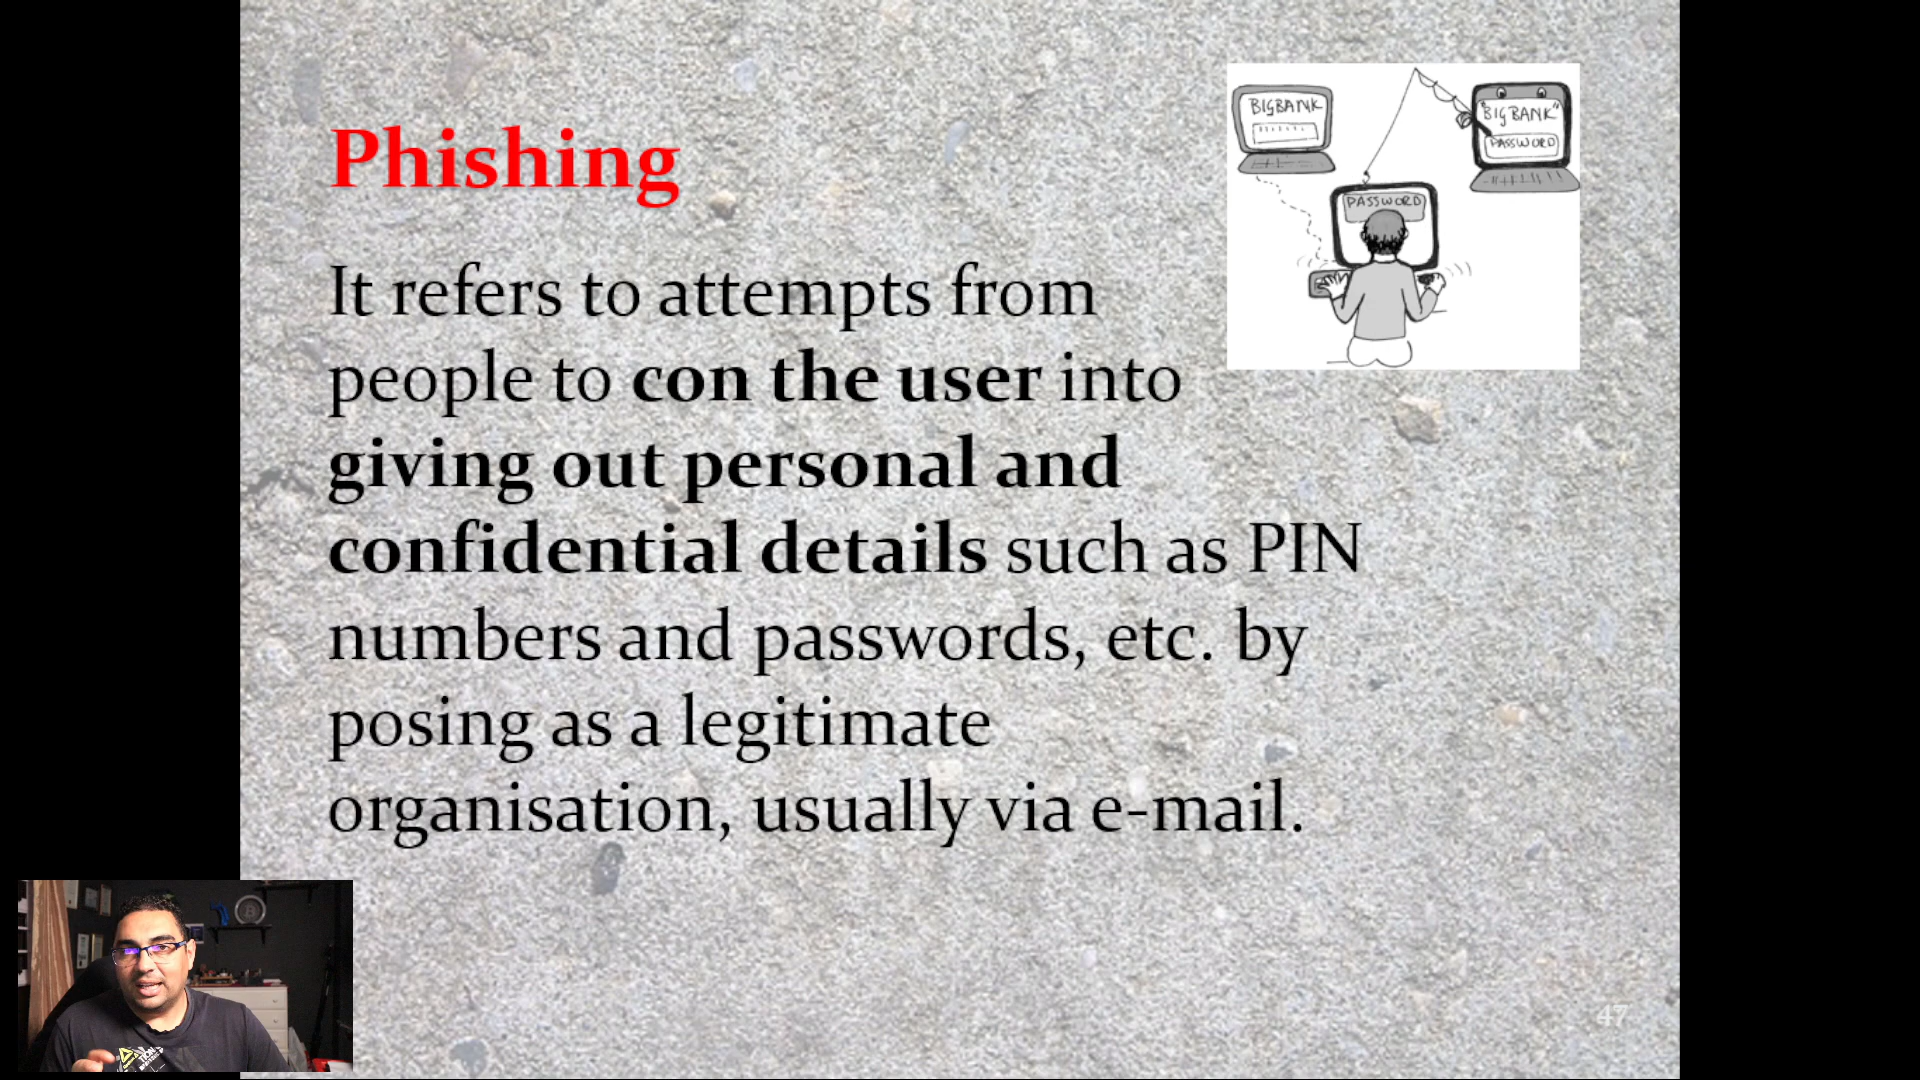 Phishing
It refers to attempts from
people to con the user into
giving out personal and
confidential details such as PIN
numbers and passwords, etc. by
posing as a legitimate
organisation, usually via e-mail.
BIGBANK
"BIGBANK"
PASSWORD
PASSWORD
47